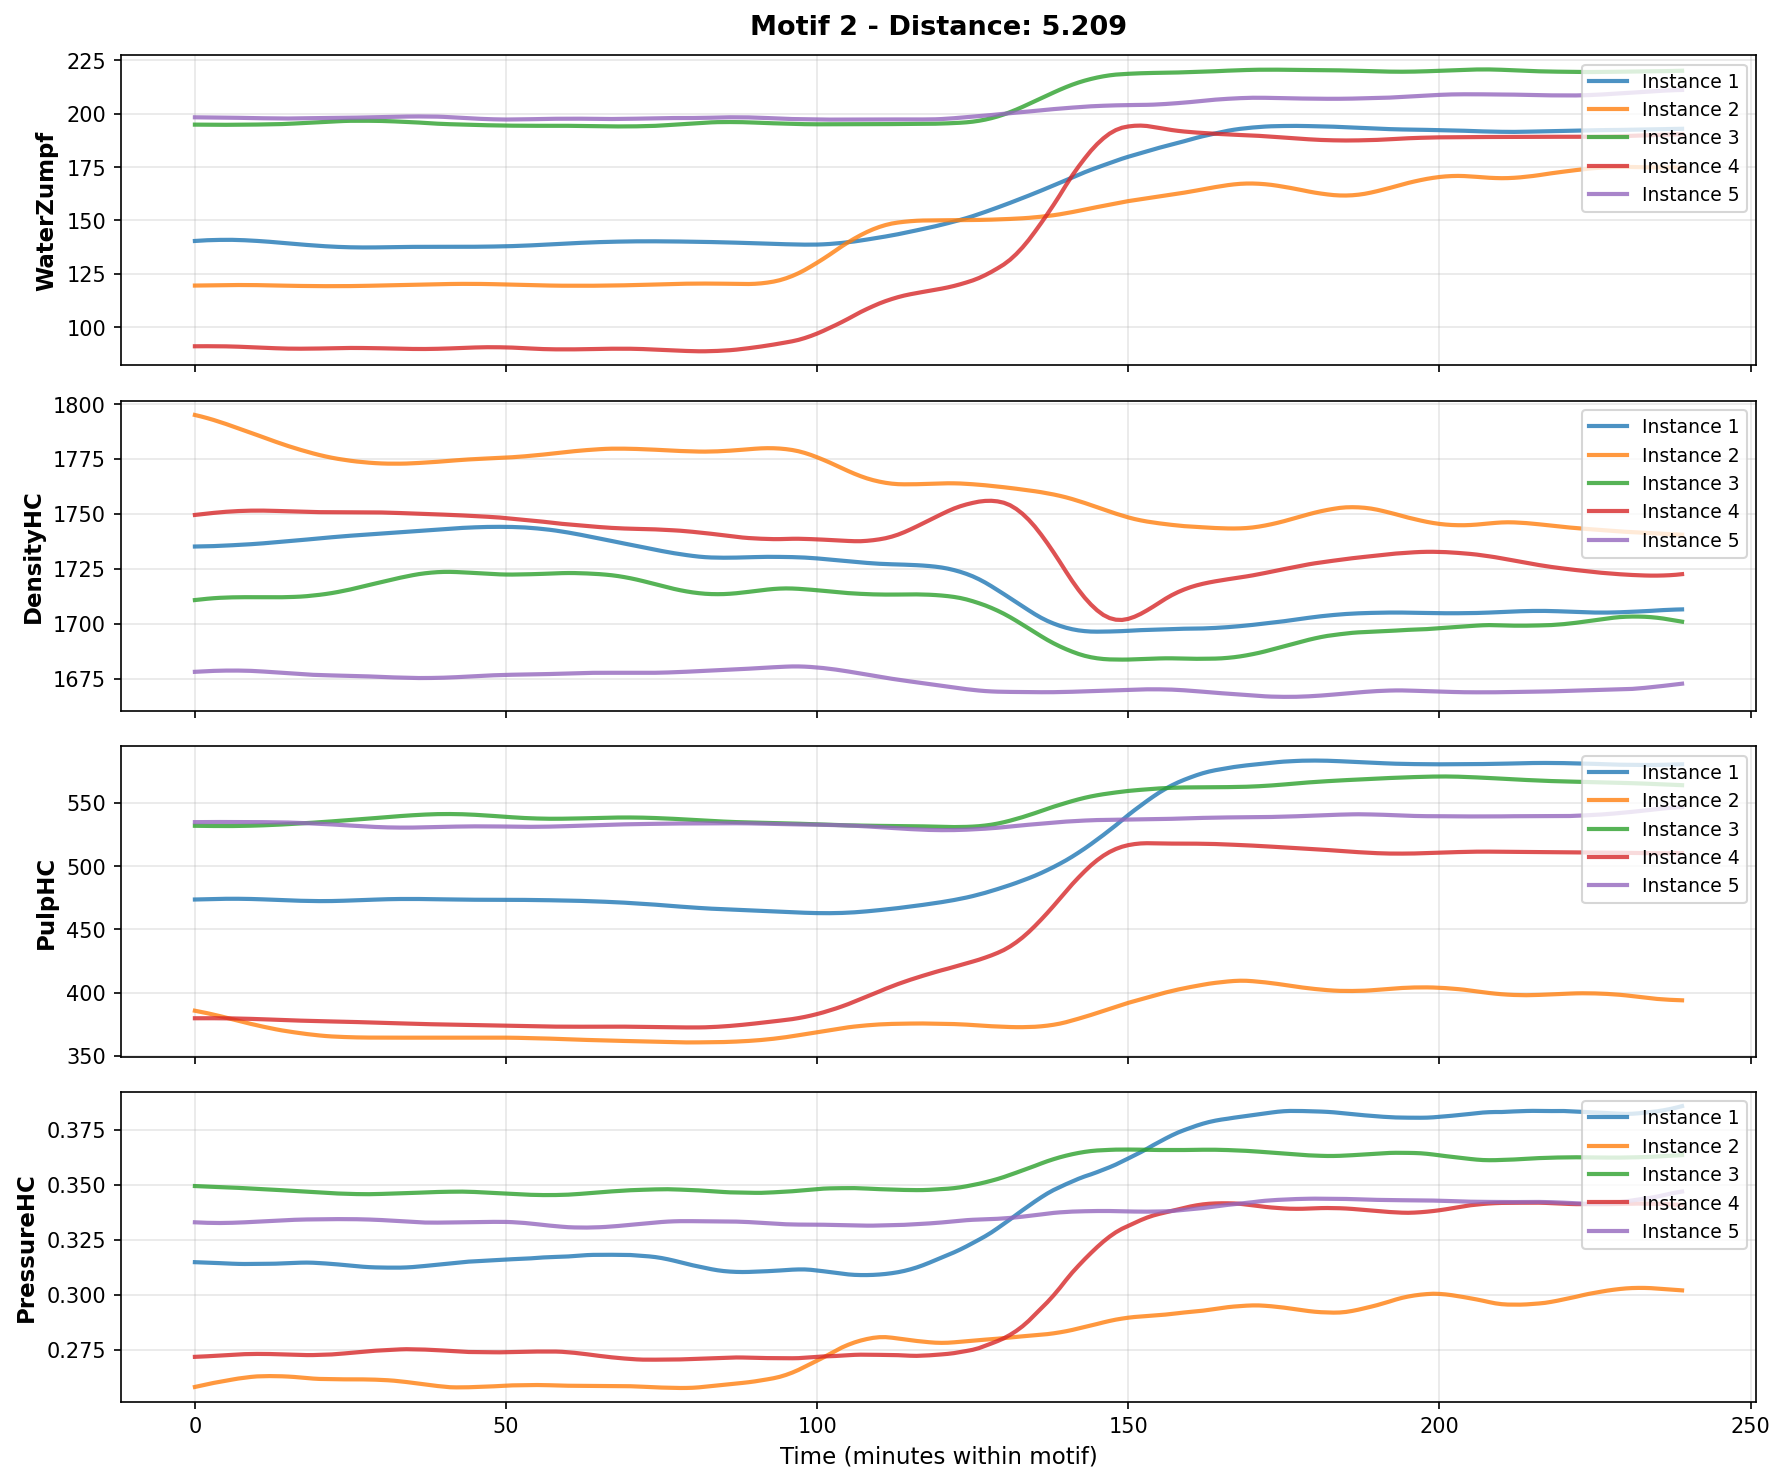 Motif 2 - Distance: 5.209
225
200
175
150
125
100
WaterZumpf
Instance 1
Instance 2
Instance 3
Instance 4
Instance 5
1800
1775
1750
1725
1700
1675
DensityHC
Instance 1
Instance 2
Instance 3
Instance 4
Instance 5
550
500
450
400
350
PulpHC
Instance 1
Instance 2
Instance 3
Instance 4
Instance 5
0.375
0.350
0.325
0.300
0.275
PressureHC
Instance 1
Instance 2
Instance 3
Instance 4
Instance 5
0 50 100 150 200 250
Time (minutes within motif)